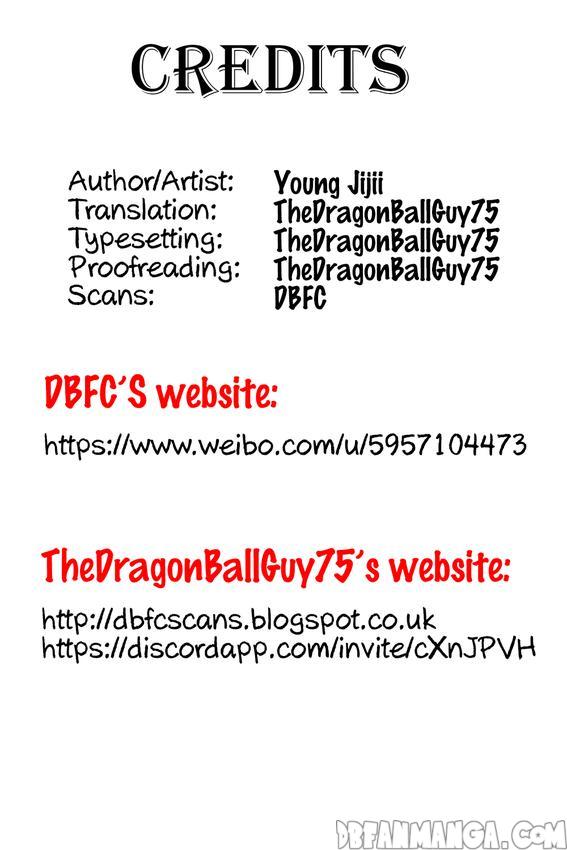 CREDITS
Author/Artist: Young Jijii
Translation: TheDragonBallGuy75
Typesetting: TheDragonBallGuy75
Proofreading: TheDragonBallGuy75
Scans: DBFC
DBFC'S website:
https://www.weibo.com/u/5957104473
TheDragonBallGuy75's website:
http://dbfcscans.blogspot.co.uk
https://discordapp.com/invite/cXnJPVH
DBFANMANGA.COM